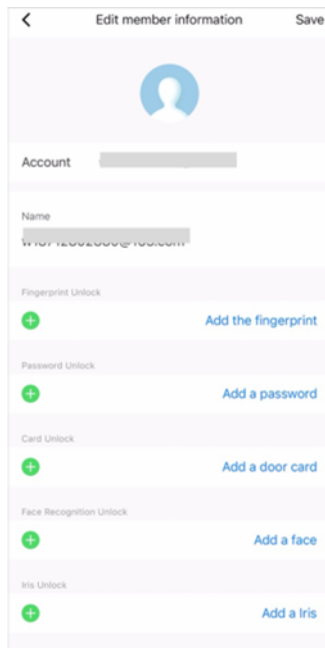 Edit member information Save
Account
Name
Fingerprint Unlock
Add the fingerprint
Password Unlock
Add a password
Card Unlock
Add a door card
Face Recognition Unlock
Add a face
Iris Unlock
Add a Iris